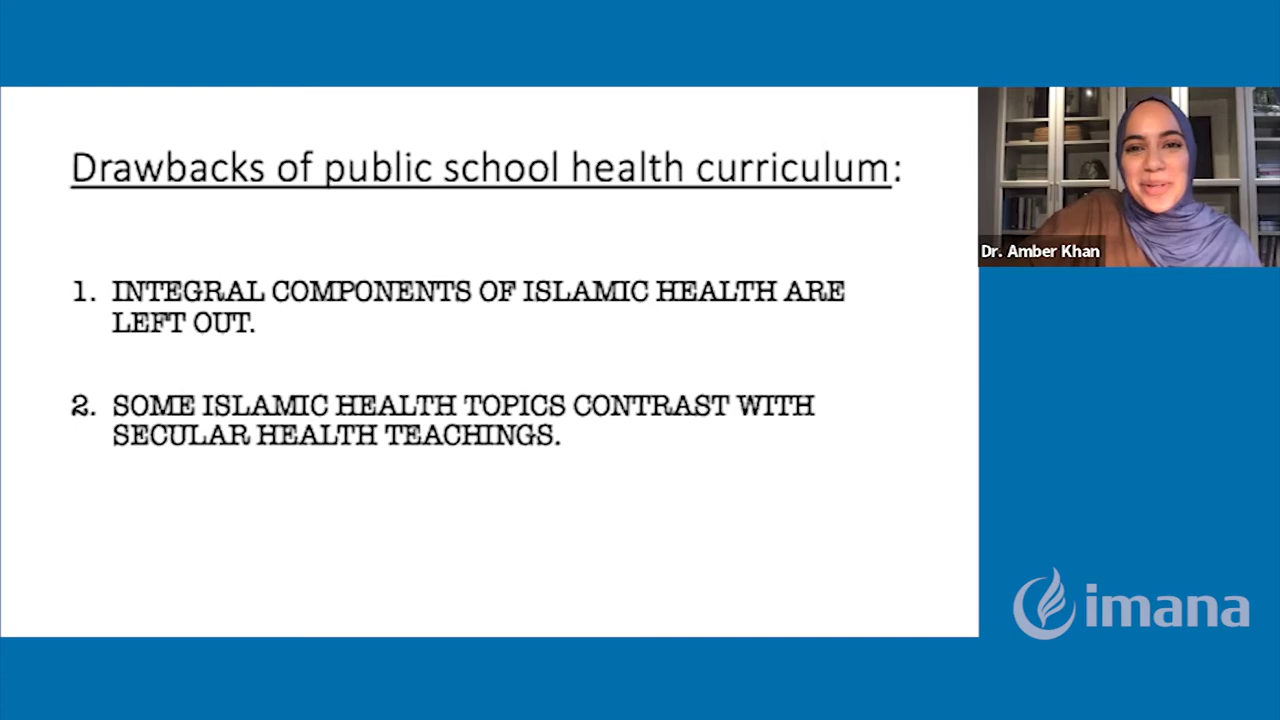 Drawbacks of public school health curriculum:
1. INTEGRAL COMPONENTS OF ISLAMIC HEALTH ARE
LEFT OUT.
2. SOME ISLAMIC HEALTH TOPICS CONTRAST WITH
SECULAR HEALTH TEACHINGS.
Dr. Amber Khan
imana